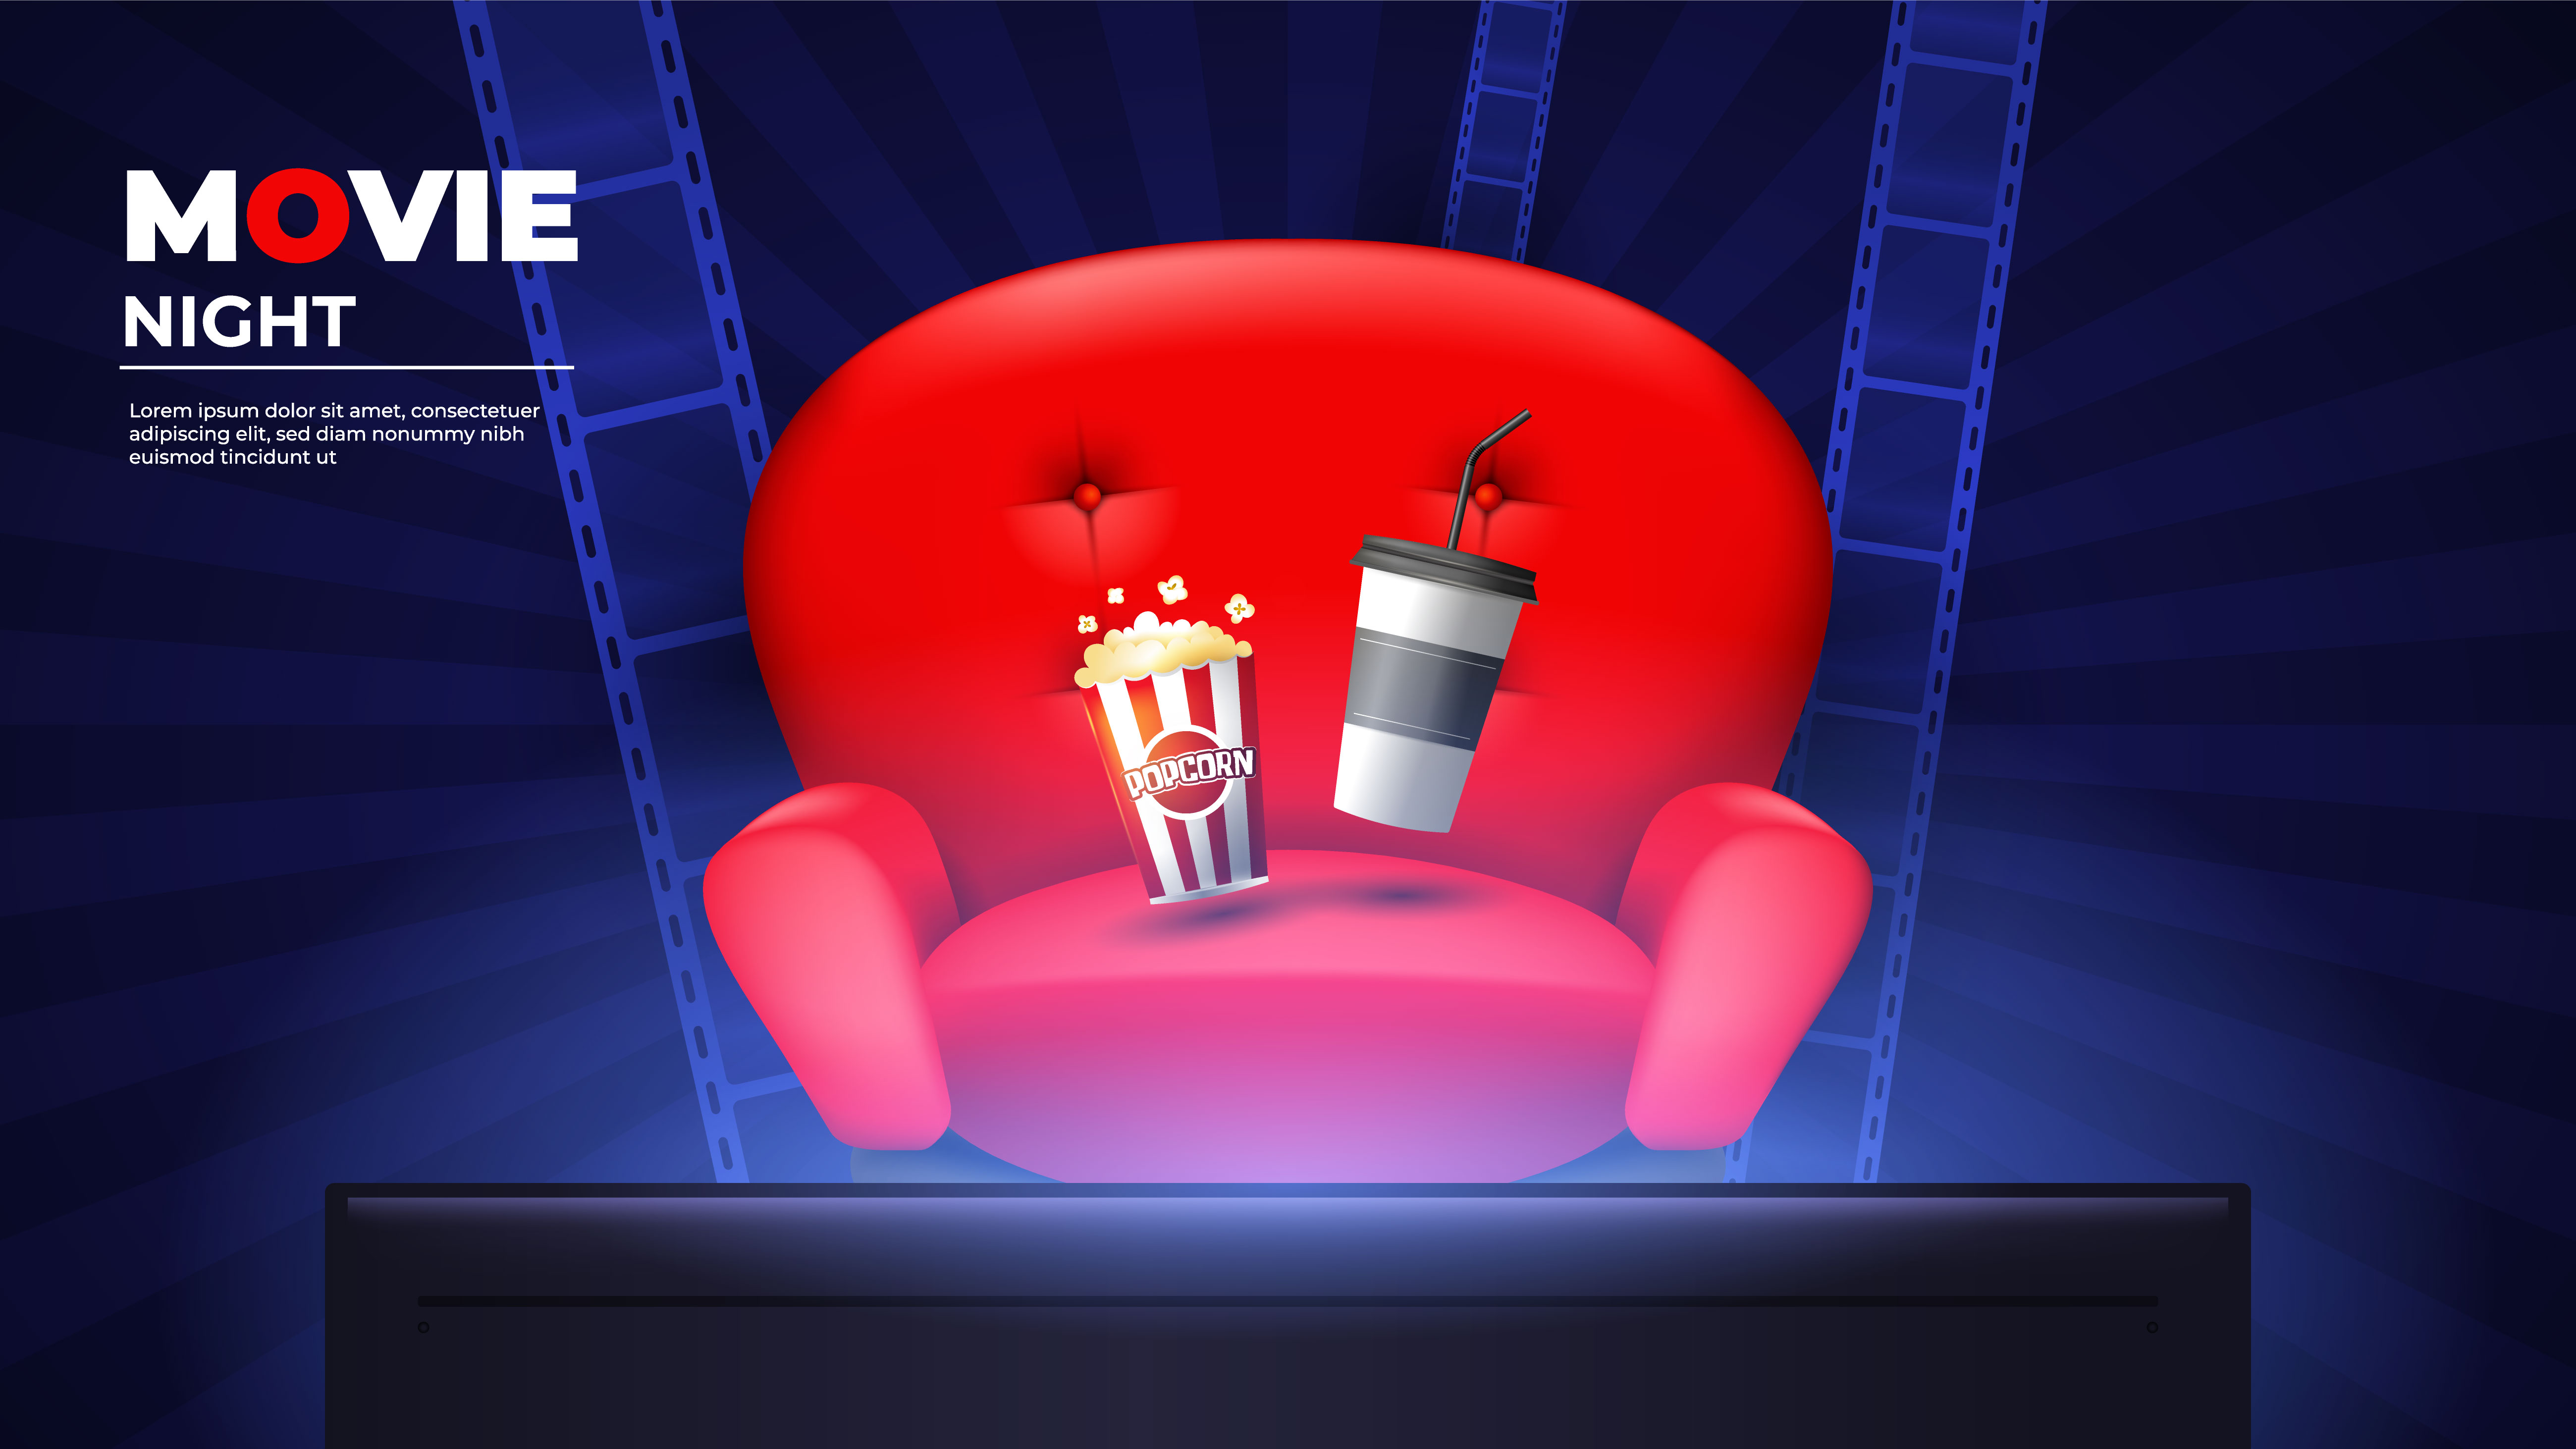 MOVIE
NIGHT
Lorem ipsum dolor sit amet, consectetuer
adipiscing elit, sed diam nonummy nibh
euismod tincidunt ut
POPCORN